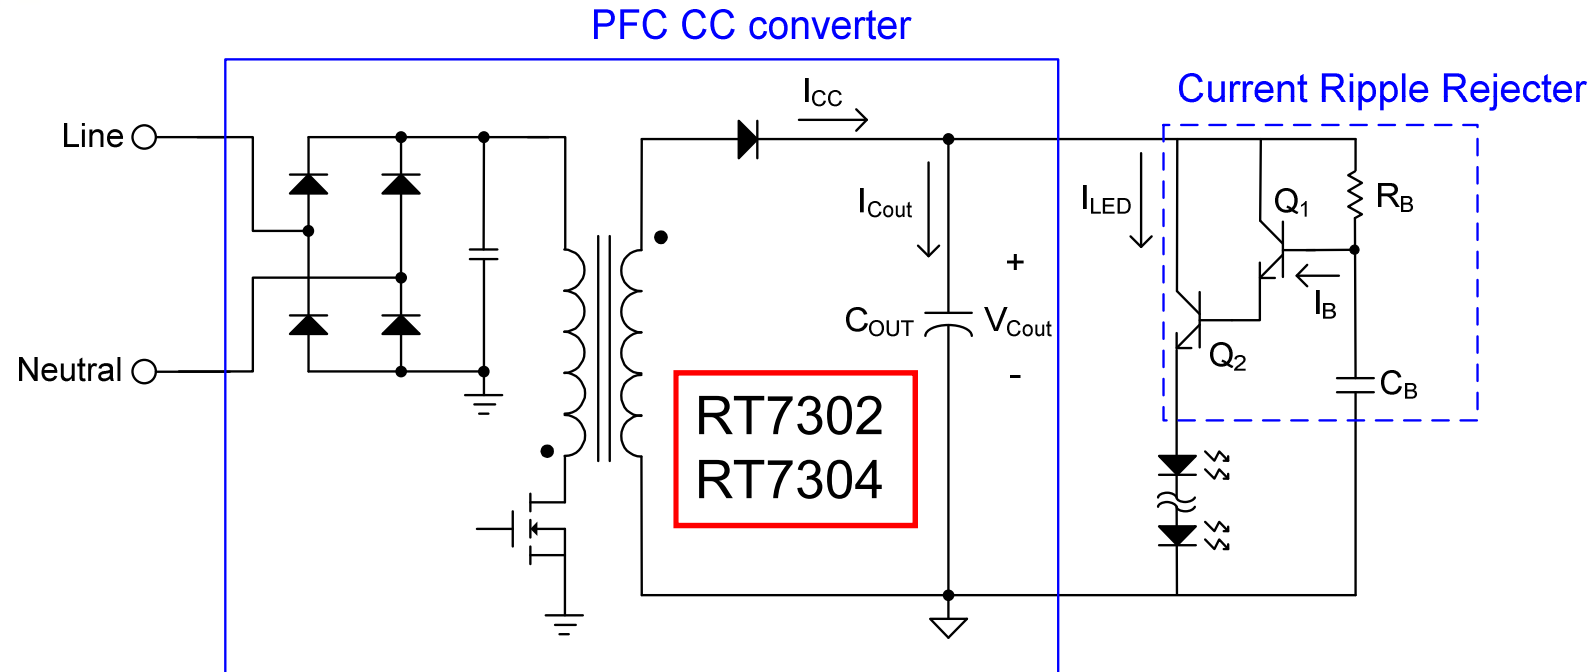 PFC CC converter
Current Ripple Rejecter
Line
Neutral
ICC
ICout
COUT
+
VCout
-
ILED
Q1
RB
IB
Q2
CB
RT7302
RT7304